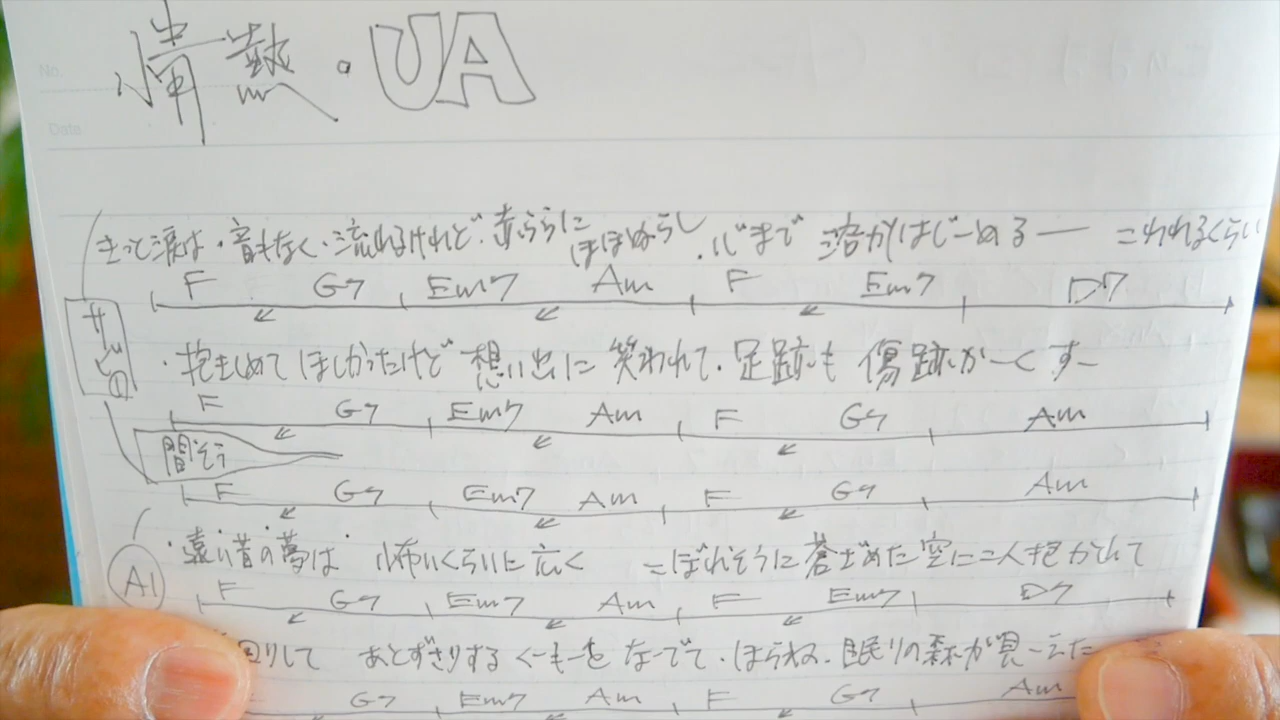 情熱・UA
No.
Date
きっと涙は・音もなく・流れるけれど・赤らうに ほほぬらし・心まで 溶かしはじーめるー こわれるくらい
F G7 Em7 Am F Em7 D7
サビ①
・抱きしめて ほしかったけど 想い出に 笑われて・足跡も 傷跡かーくすー
F G7 Em7 Am F G7 Am
間そう
F G7 Em7 Am F G7 Am
・遠い昔の夢は 怖いくらいに広く こぼれそうに蒼ざめた空に二人抱かれて
A1
F G7 Em7 Am F Em7 D7
回りして あとずさりするくーもーを なーでて・ほらね・眠りの森が見ーえた
G7 Em7 Am F G7 Am